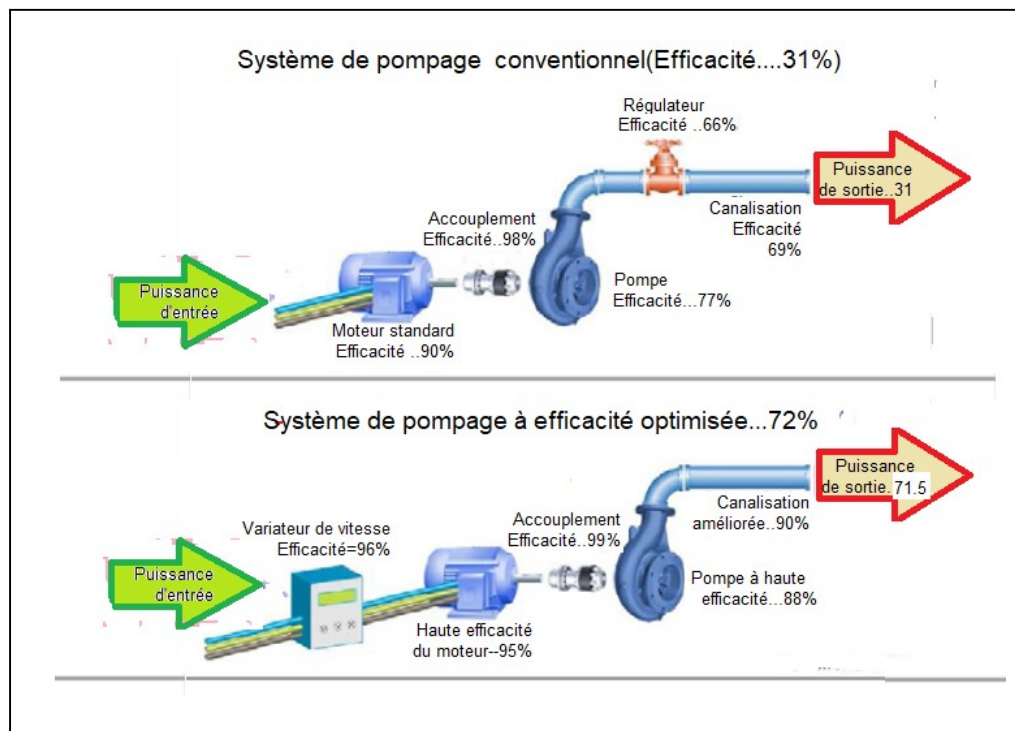 Système de pompage conventionnel(Efficacité....31%)
Régulateur
Efficacité ..66%
Puissance
de sortie..31
Accouplement
Efficacité..98%
Canalisation
Efficacité
69%
Puissance
d'entrée
Pompe
Efficacité...77%
Moteur standard
Efficacité ..90%
Système de pompage à efficacité optimisée...72%
Puissance
de sortie. 71.5
Variateur de vitesse
Efficacité=96%
Accouplement
Efficacité..99%
Canalisation
améliorée..90%
Puissance
d'entrée
Pompe à haute
efficacité...88%
Haute efficacité
du moteur--95%